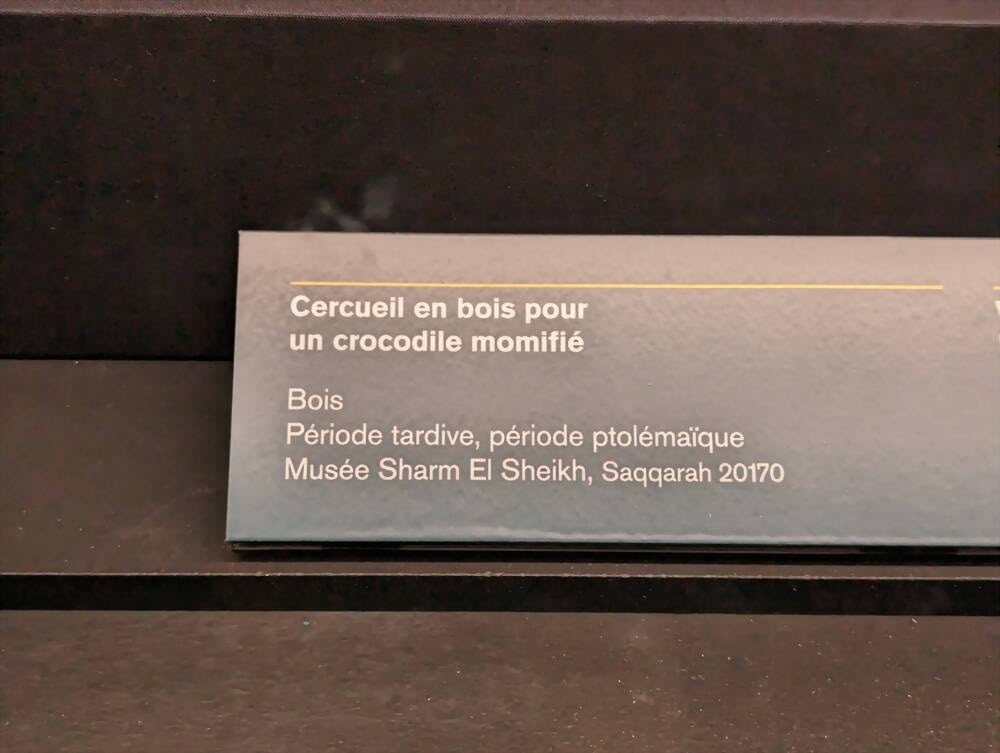 Cercueil en bois pour
un crocodile momifié
Bois
Période tardive, période ptolémaïque
Musée Sharm El Sheikh, Saqqarah 20170